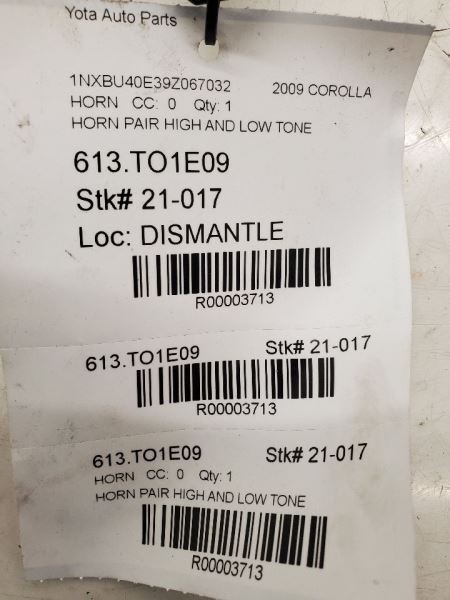 Yota Auto Parts
1NXBU40E39Z067032 2009 COROLLA
HORN CC: 0 Qty: 1
HORN PAIR HIGH AND LOW TONE
613.TO1E09
Stk# 21-017
Loc: DISMANTLE
R00003713
613.TO1E09 Stk# 21-017
R00003713
613.TO1E09 Stk# 21-017
HORN CC: 0 Qty: 1
HORN PAIR HIGH AND LOW TONE
R00003713